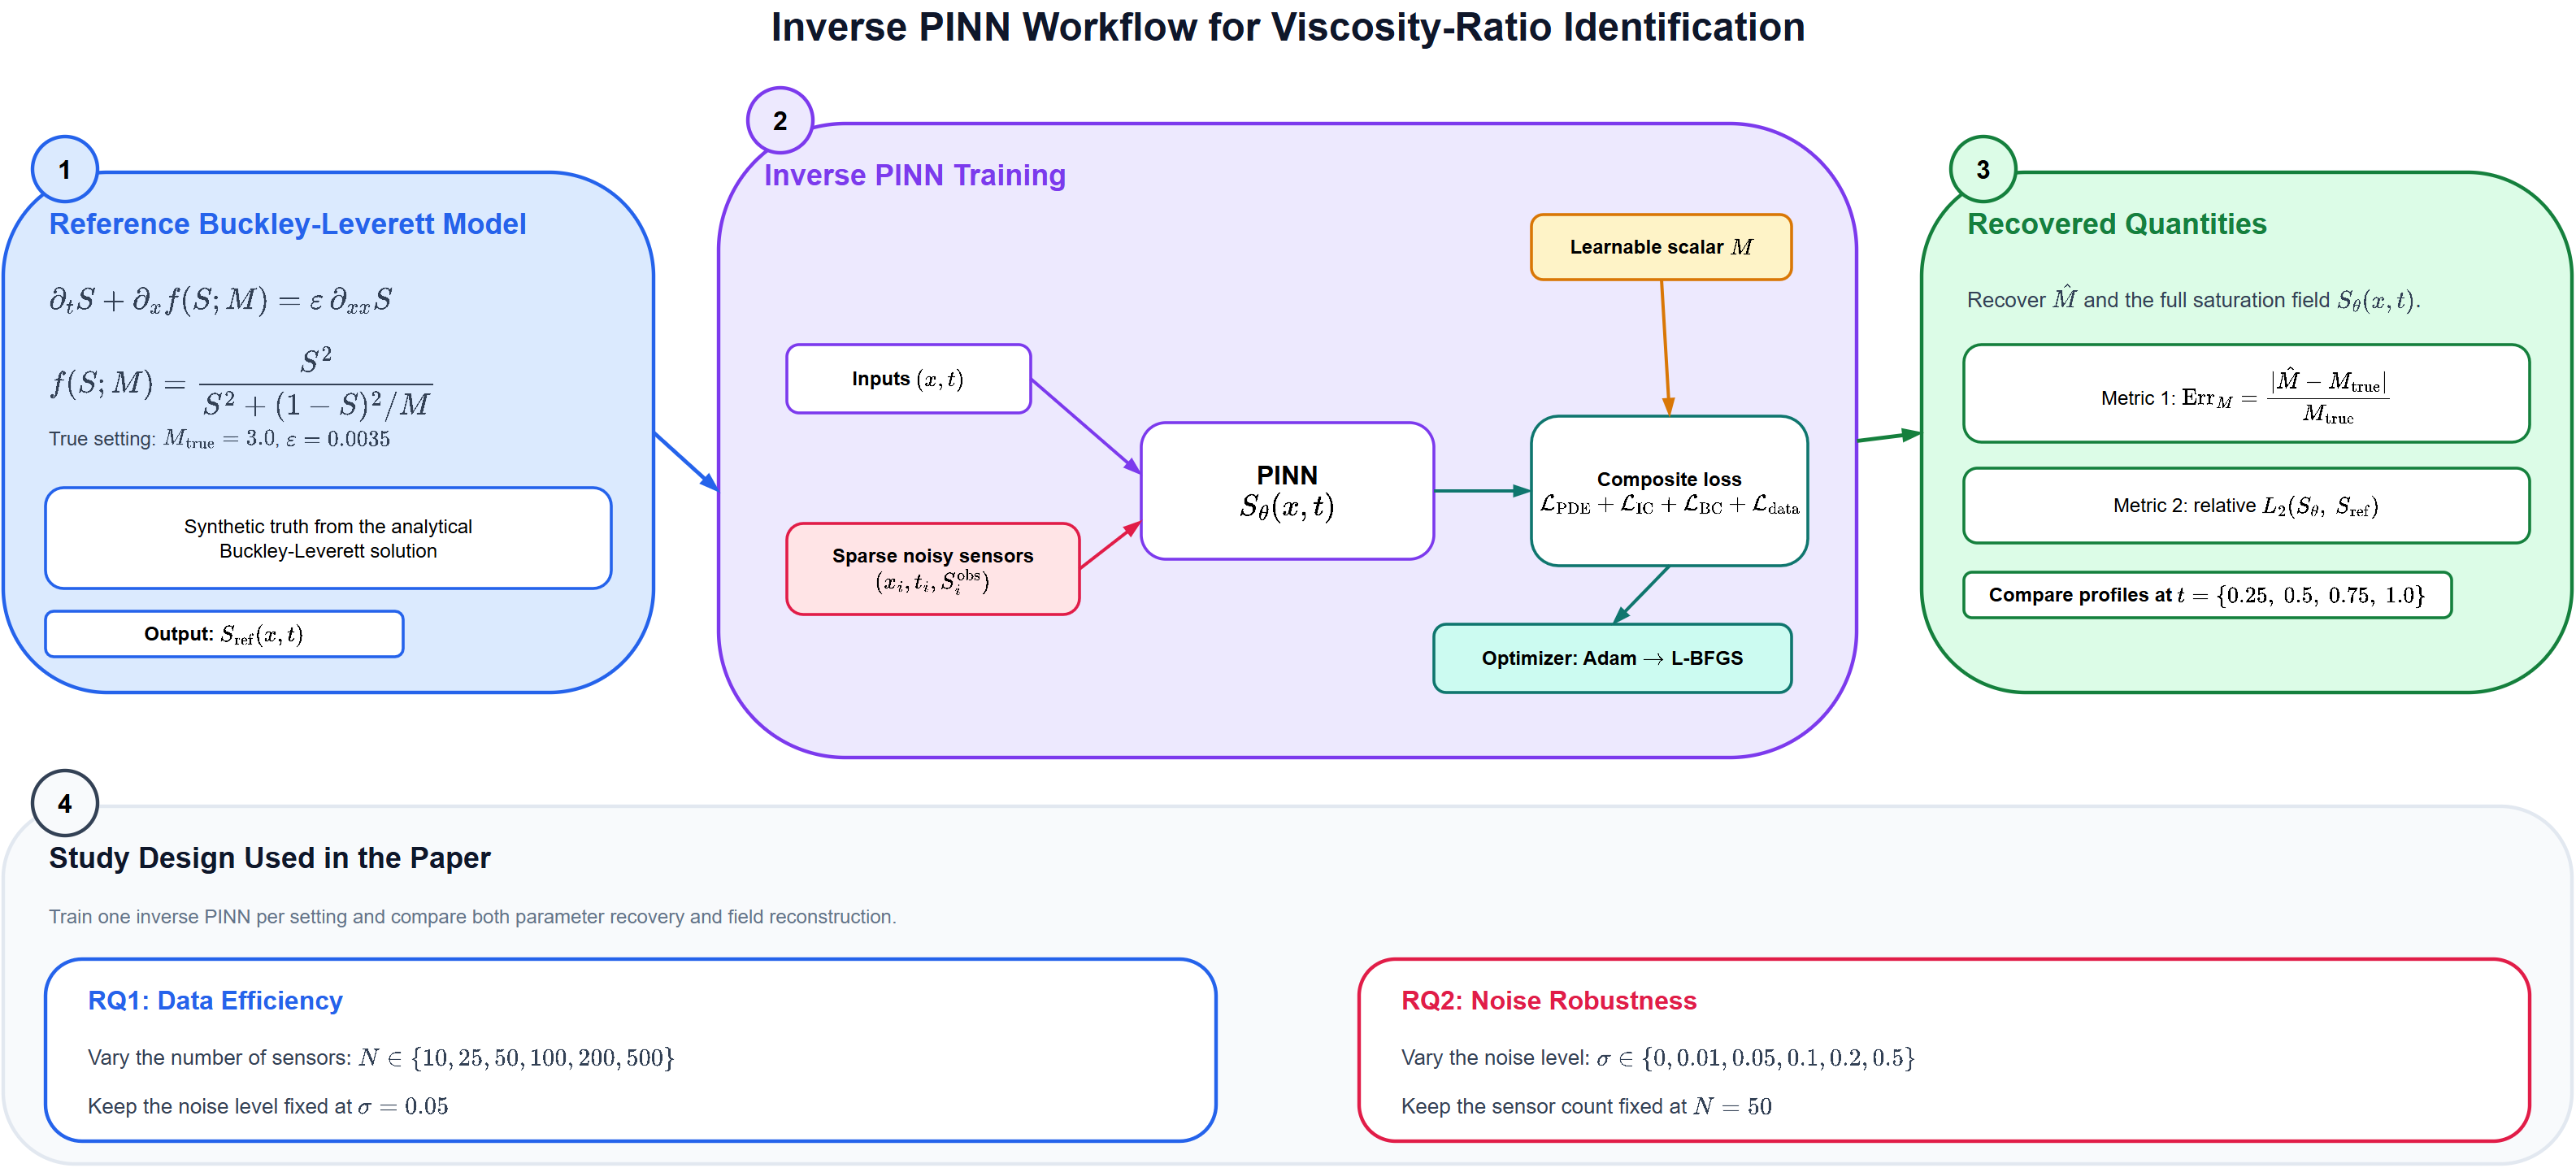 Inverse PINN Workflow for Viscosity-Ratio Identification
1
Reference Buckley-Leverett Model
∂ₜS + ∂ₓf(S; M) = ε ∂ₓₓS
f(S; M) = S² / (S² + (1 − S)²/M)
True setting: M_true = 3.0, ε = 0.0035
Synthetic truth from the analytical
Buckley-Leverett solution
Output: S_ref(x, t)
2
Inverse PINN Training
Learnable scalar M
Inputs (x, t)
PINN
S_θ(x, t)
Sparse noisy sensors
(x_i, t_i, S_i^obs)
Composite loss
ℒ_PDE + ℒ_IC + ℒ_BC + ℒ_data
Optimizer: Adam → L-BFGS
3
Recovered Quantities
Recover M̂ and the full saturation field S_θ(x, t).
Metric 1: Err_M = |M̂ − M_true| / M_true
Metric 2: relative L₂(S_θ, S_ref)
Compare profiles at t = {0.25, 0.5, 0.75, 1.0}
4
Study Design Used in the Paper
Train one inverse PINN per setting and compare both parameter recovery and field reconstruction.
RQ1: Data Efficiency
Vary the number of sensors: N ∈ {10, 25, 50, 100, 200, 500}
Keep the noise level fixed at σ = 0.05
RQ2: Noise Robustness
Vary the noise level: σ ∈ {0, 0.01, 0.05, 0.1, 0.2, 0.5}
Keep the sensor count fixed at N = 50